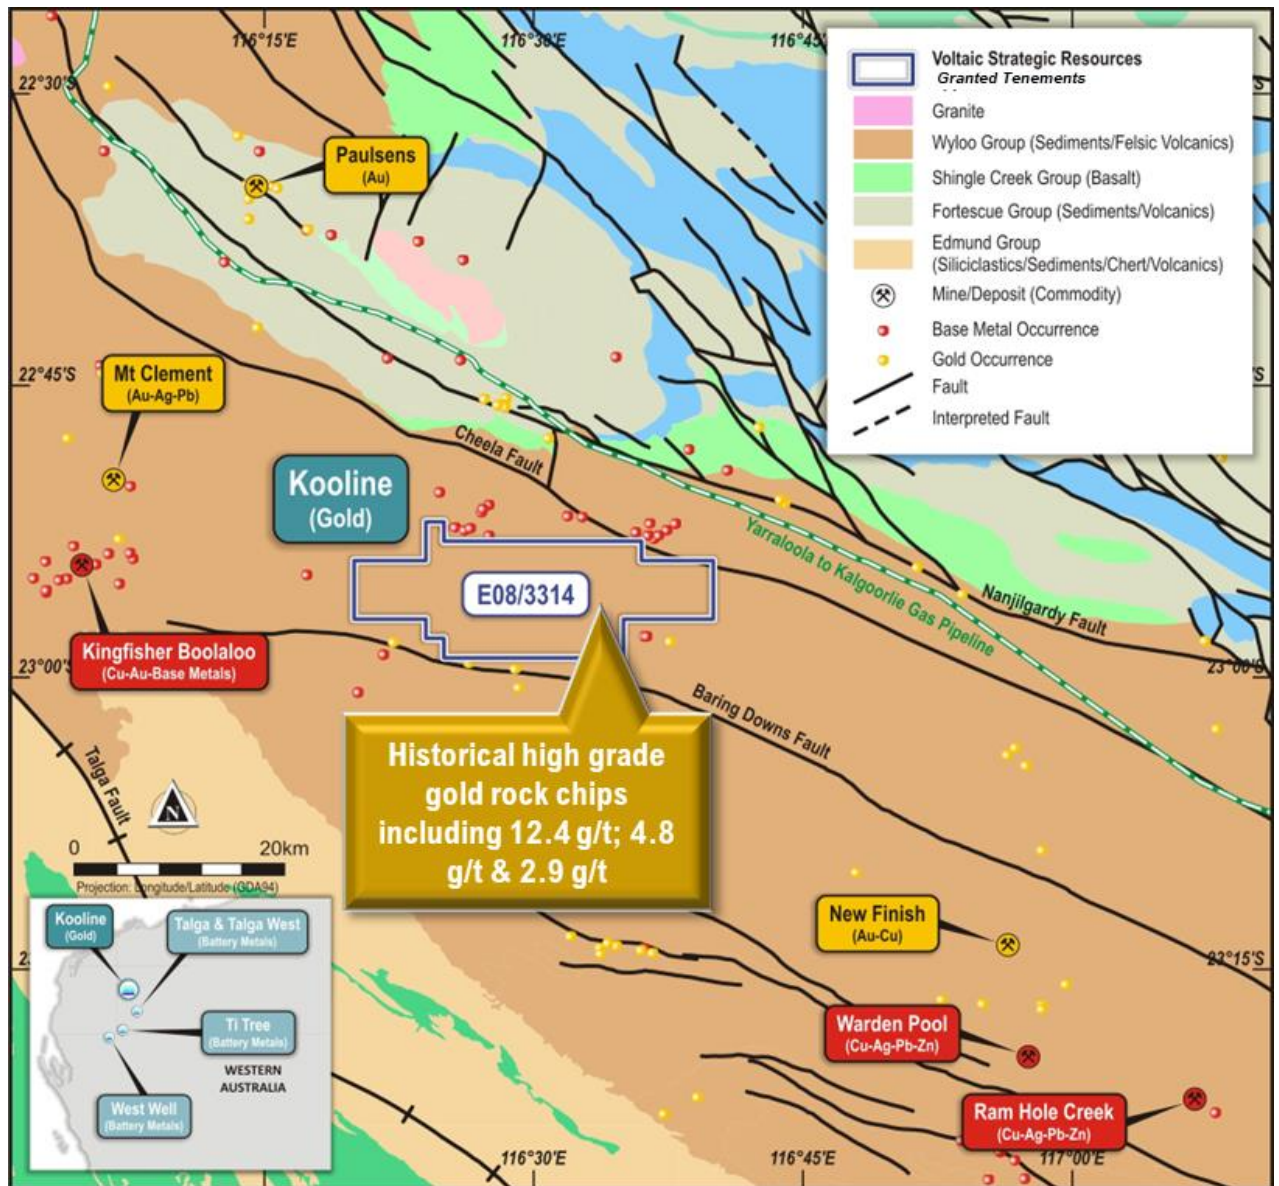 116°15'E
116°30'E
116°45'
22°30'S
22°45'S
23°00'S
Voltaic Strategic Resources
Granted Tenements
Granite
Wyloo Group (Sediments/Felsic Volcanics)
Shingle Creek Group (Basalt)
Fortescue Group (Sediments/Volcanics)
Edmund Group
(Siliciclastics/Sediments/Chert/Volcanics)
Mine/Deposit (Commodity)
Base Metal Occurrence
Gold Occurrence
Fault
Interpreted Fault
Paulsens
(Au)
Mt Clement
(Au-Ag-Pb)
Cheela Fault
Kooline
(Gold)
E08/3314
Yarraloola to Kalgoorlie Gas Pipeline
Nanjilgardy Fault
Kingfisher Boolaloo
(Cu-Au-Base Metals)
23°00'S
Baring Downs Fault
Talga Fault
Historical high grade
gold rock chips
including 12.4 g/t; 4.8
g/t & 2.9 g/t
N
0 20km
Projection: Longitude/Latitude (GDA94)
Kooline
(Gold)
Talga & Talga West
(Battery Metals)
Ti Tree
(Battery Metals)
WESTERN
AUSTRALIA
West Well
(Battery Metals)
New Finish
(Au-Cu)
23°15'S
Warden Pool
(Cu-Ag-Pb-Zn)
Ram Hole Creek
(Cu-Ag-Pb-Zn)
116°30'E
116°45'E
117°00'E